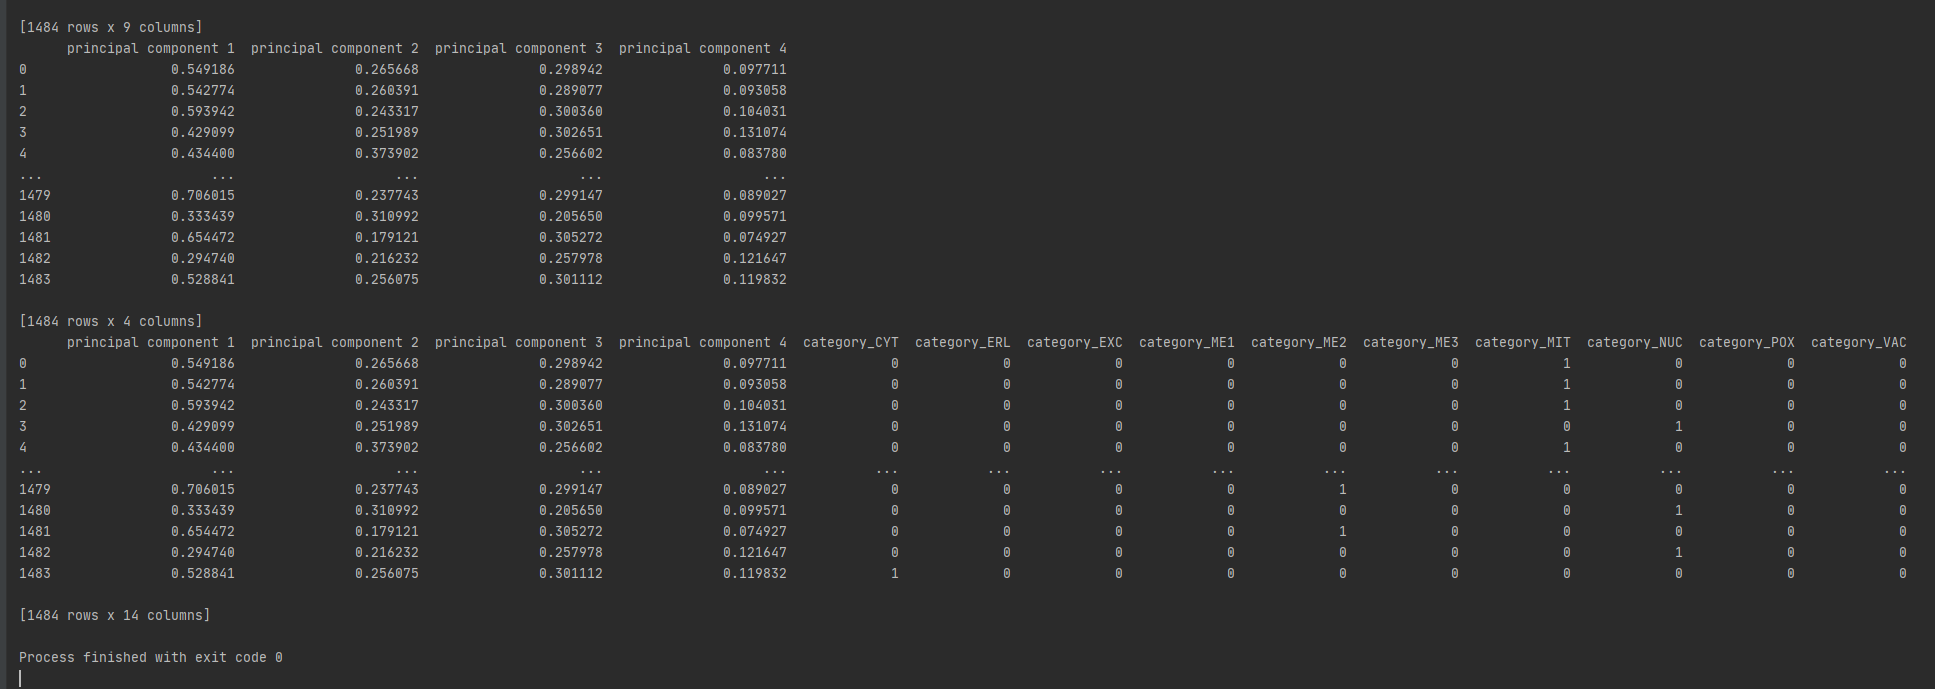 [1484 rows x 9 columns]
      principal component 1  principal component 2  principal component 3  principal component 4
0                  0.549186               0.265668               0.298942               0.097711
1                  0.542774               0.260391               0.289077               0.093058
2                  0.593942               0.243317               0.300360               0.104031
3                  0.429099               0.251989               0.302651               0.131074
4                  0.434400               0.373902               0.256602               0.083780
...                     ...                    ...                    ...                    ...
1479               0.706015               0.237743               0.299147               0.089027
1480               0.333439               0.310992               0.205650               0.099571
1481               0.654472               0.179121               0.305272               0.074927
1482               0.294740               0.216232               0.257978               0.121647
1483               0.528841               0.256075               0.301112               0.119832
[1484 rows x 4 columns]
      principal component 1  principal component 2  principal component 3  principal component 4  category_CYT  category_ERL  category_EXC  category_ME1  category_ME2  category_ME3  category_MIT  category_NUC  category_POX  category_VAC
0                  0.549186               0.265668               0.298942               0.097711             0             0             0             0             0             0             1             0             0             0
1                  0.542774               0.260391               0.289077               0.093058             0             0             0             0             0             0             1             0             0             0
2                  0.593942               0.243317               0.300360               0.104031             0             0             0             0             0             0             1             0             0             0
3                  0.429099               0.251989               0.302651               0.131074             0             0             0             0             0             0             0             1             0             0
4                  0.434400               0.373902               0.256602               0.083780             0             0             0             0             0             0             1             0             0             0
...                     ...                    ...                    ...                    ...           ...           ...           ...           ...           ...           ...           ...           ...           ...           ...
1479               0.706015               0.237743               0.299147               0.089027             0             0             0             0             1             0             0             0             0             0
1480               0.333439               0.310992               0.205650               0.099571             0             0             0             0             0             0             0             1             0             0
1481               0.654472               0.179121               0.305272               0.074927             0             0             0             0             1             0             0             0             0             0
1482               0.294740               0.216232               0.257978               0.121647             0             0             0             0             0             0             0             1             0             0
1483               0.528841               0.256075               0.301112               0.119832             1             0             0             0             0             0             0             0             0             0
[1484 rows x 14 columns]
Process finished with exit code 0